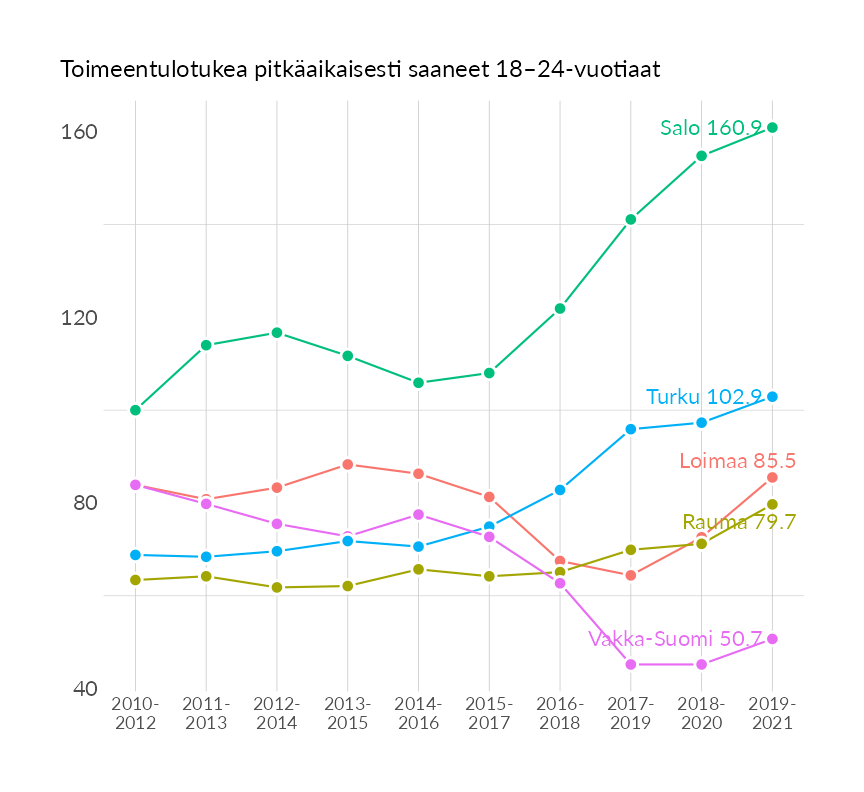 Toimeentulotukea pitkäaikaisesti saaneet 18–24-vuotiaat
160
Salo 160.9
120
Turku 102.9
Loimaa 85.5
80
Rauma 79.7
Vakka-Suomi 50.7
40
2010- 2011- 2012- 2013- 2014- 2015- 2016- 2017- 2018- 2019-
2012 2013 2014 2015 2016 2017 2018 2019 2020 2021